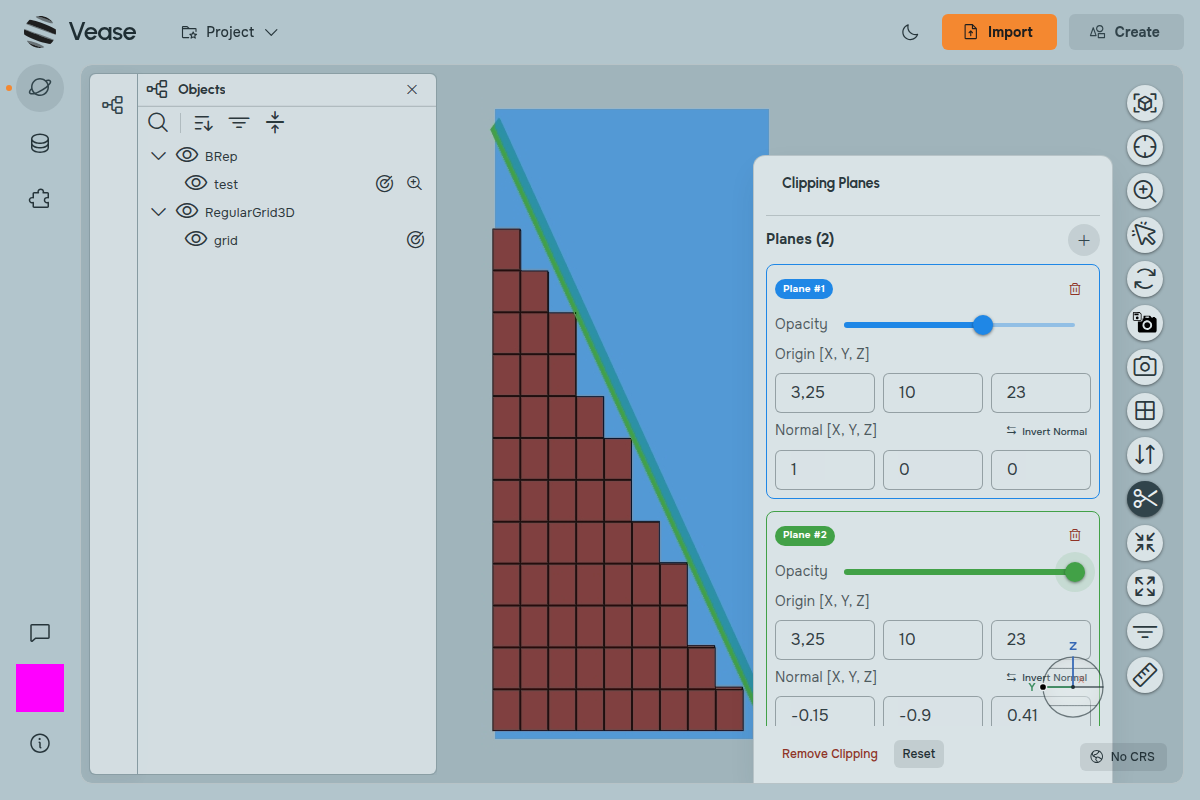 Vease
Project
Import
Create
Objects
BRep
test
RegularGrid3D
grid
Clipping Planes
Planes (2)
Plane #1
Opacity
Origin [X, Y, Z]
3,25 10 23
Normal [X, Y, Z] Invert Normal
1 0 0
Plane #2
Opacity
Origin [X, Y, Z]
3,25 10 23
Z
Normal [X, Y, Z] Invert Normal
Y
-0.15 -0.9 0.41
Remove Clipping Reset
No CRS